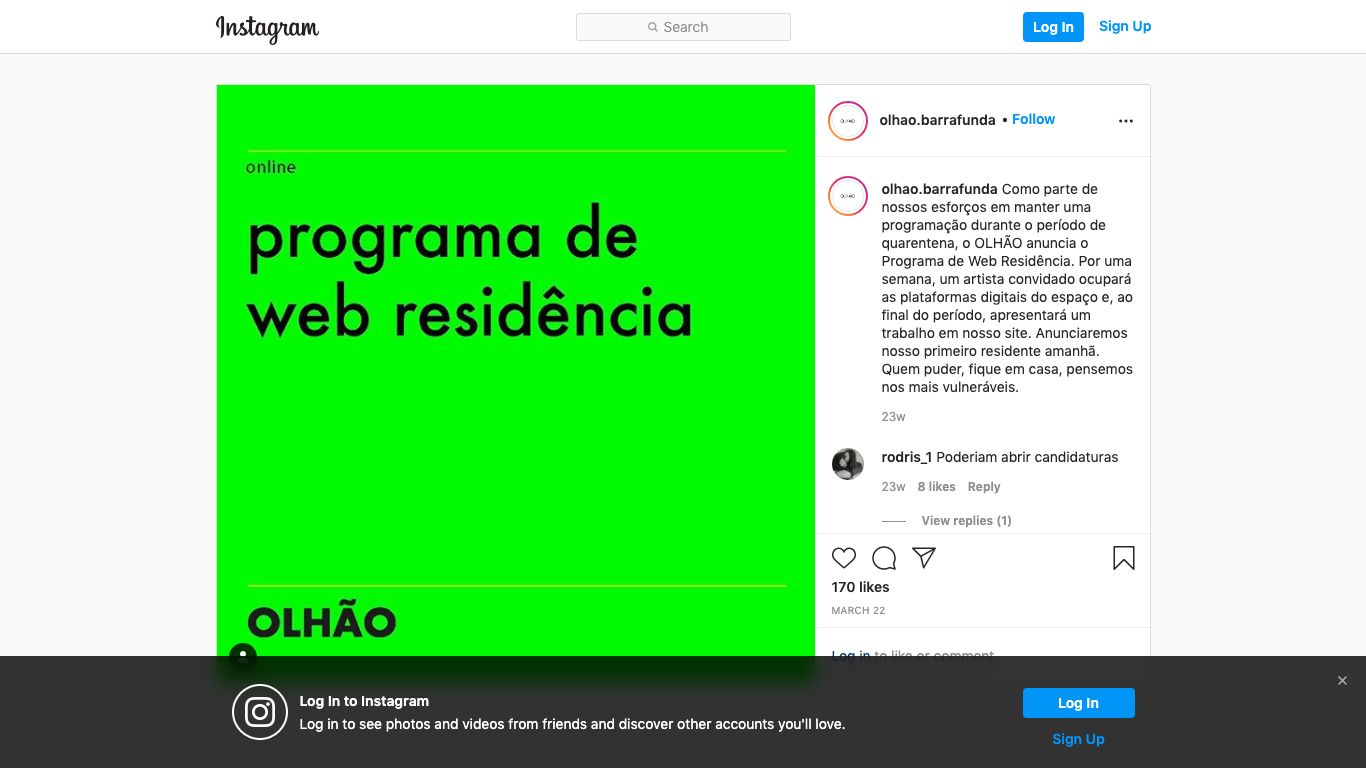 Instagram
Search
Log In
Sign Up
online
programa de
web residência
OLHÃO
olhao.barrafunda • Follow
olhao.barrafunda Como parte de
nossos esforços em manter uma
programação durante o período de
quarentena, o OLHÃO anuncia o
Programa de Web Residência. Por uma
semana, um artista convidado ocupará
as plataformas digitais do espaço e, ao
final do período, apresentará um
trabalho em nosso site. Anunciaremos
nosso primeiro residente amanhã.
Quem puder, fique em casa, pensemos
nos mais vulneráveis.
23w
rodris_1 Poderiam abrir candidaturas
23w 8 likes Reply
View replies (1)
170 likes
MARCH 22
Log in to like or comment.
Log In to Instagram
Log in to see photos and videos from friends and discover other accounts you'll love.
Log In
Sign Up